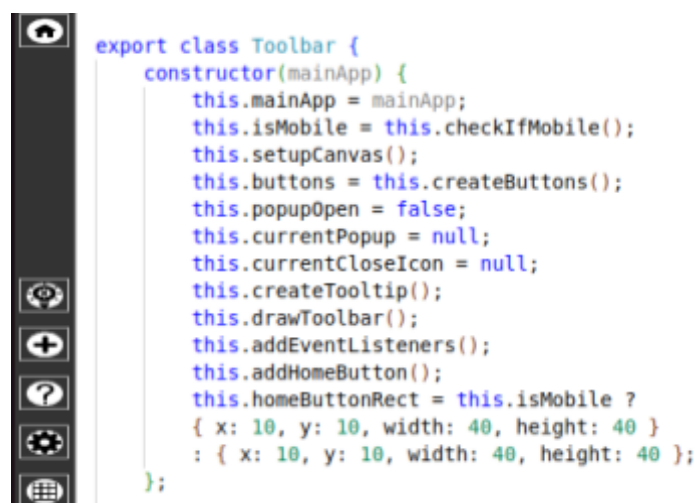 export class Toolbar {
constructor(mainApp) {
this.mainApp = mainApp;
this.isMobile = this.checkIfMobile();
this.setupCanvas();
this.buttons = this.createButtons();
this.popupOpen = false;
this.currentPopup = null;
this.currentCloseIcon = null;
this.createTooltip();
this.drawToolbar();
this.addEventListeners();
this.addHomeButton();
this.homeButtonRect = this.isMobile ?
{ x: 10, y: 10, width: 40, height: 40 }
: { x: 10, y: 10, width: 40, height: 40 };
};